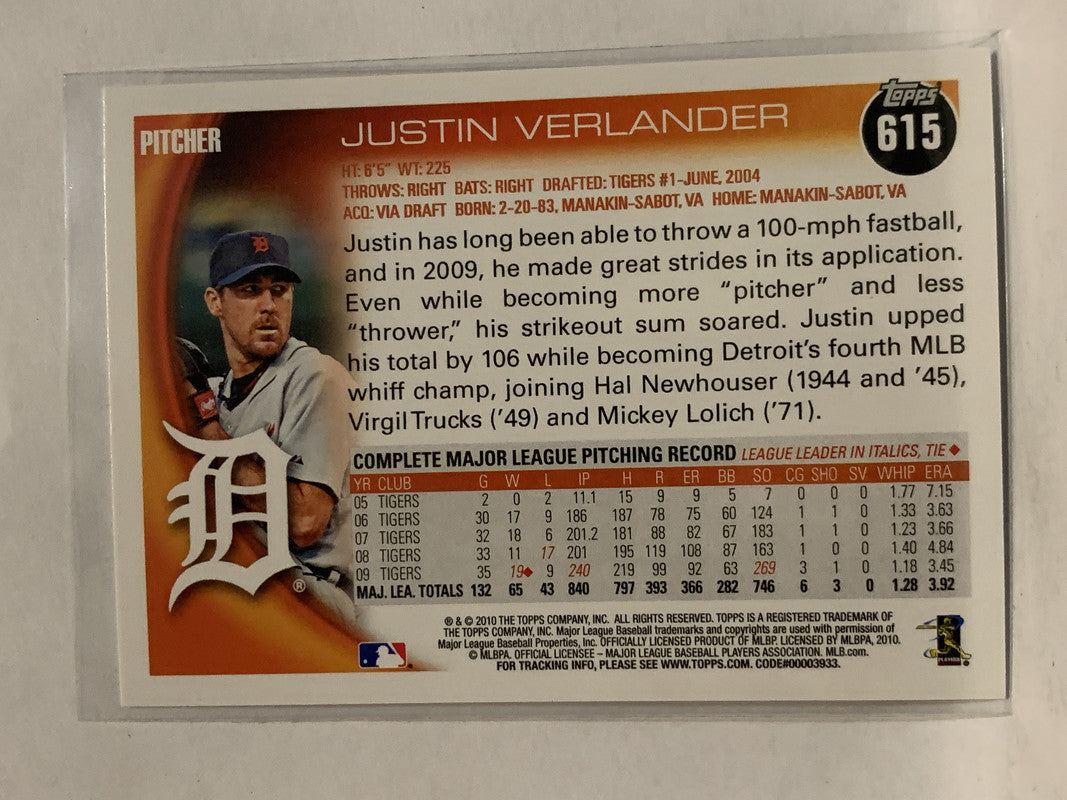 Topps
615
PITCHER
JUSTIN VERLANDER
HT: 6'5" WT: 225
THROWS: RIGHT BATS: RIGHT DRAFTED: TIGERS #1-JUNE, 2004
ACQ: VIA DRAFT BORN: 2-20-83, MANAKIN-SABOT, VA HOME: MANAKIN-SABOT, VA
Justin has long been able to throw a 100-mph fastball,
and in 2009, he made great strides in its application.
Even while becoming more “pitcher” and less
“thrower,” his strikeout sum soared. Justin upped
his total by 106 while becoming Detroit’s fourth MLB
whiff champ, joining Hal Newhouser (1944 and ’45),
Virgil Trucks (’49) and Mickey Lolich (’71).
COMPLETE MAJOR LEAGUE PITCHING RECORD LEAGUE LEADER IN ITALICS, TIE ♦
YR CLUB G W L IP H R ER BB SO CG SHO SV WHIP ERA
05 TIGERS 2 0 2 11.1 15 9 9 5 7 0 0 0 1.77 7.15
06 TIGERS 30 17 9 186 187 78 75 60 124 1 1 0 1.33 3.63
07 TIGERS 32 18 6 201.2 181 88 82 67 183 1 1 0 1.23 3.66
08 TIGERS 33 11 17 201 195 119 108 87 163 1 0 0 1.40 4.84
09 TIGERS 35 19♦ 9 240 219 99 92 63 269 3 1 0 1.18 3.45
MAJ. LEA. TOTALS 132 65 43 840 797 393 366 282 746 6 3 0 1.28 3.92
D
®
® & © 2010 THE TOPPS COMPANY, INC. ALL RIGHTS RESERVED. TOPPS IS A REGISTERED TRADEMARK OF
THE TOPPS COMPANY, INC. Major League Baseball trademarks and copyrights are used with permission of
Major League Baseball Properties, Inc. OFFICIALLY LICENSED PRODUCT OF MLBP. LICENSED BY MLBPA, 2010.
© MLBPA, OFFICIAL LICENSEE – MAJOR LEAGUE BASEBALL PLAYERS ASSOCIATION. MLB.com.
FOR TRACKING INFO, PLEASE SEE WWW.TOPPS.COM. CODE#00003933.